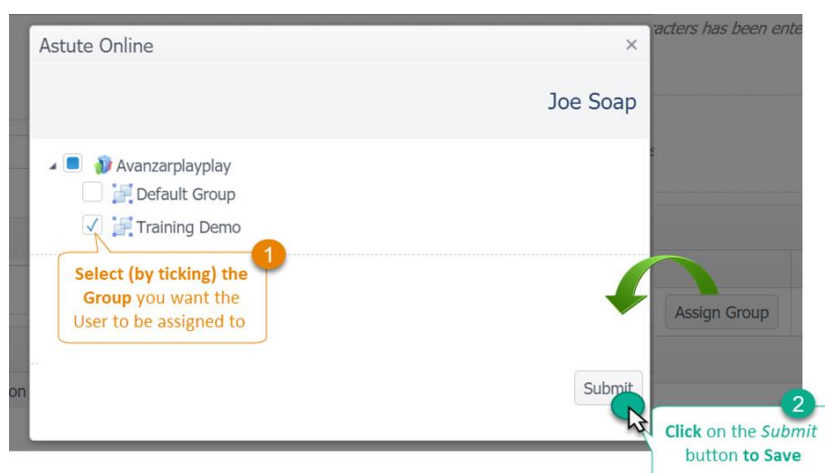 acters has been ente
Astute Online
×
Joe Soap
Avanzarplayplay
Default Group
Training Demo
1
Select (by ticking) the
Group you want the
User to be assigned to
Assign Group
on
Submit
2
Click on the Submit
button to Save